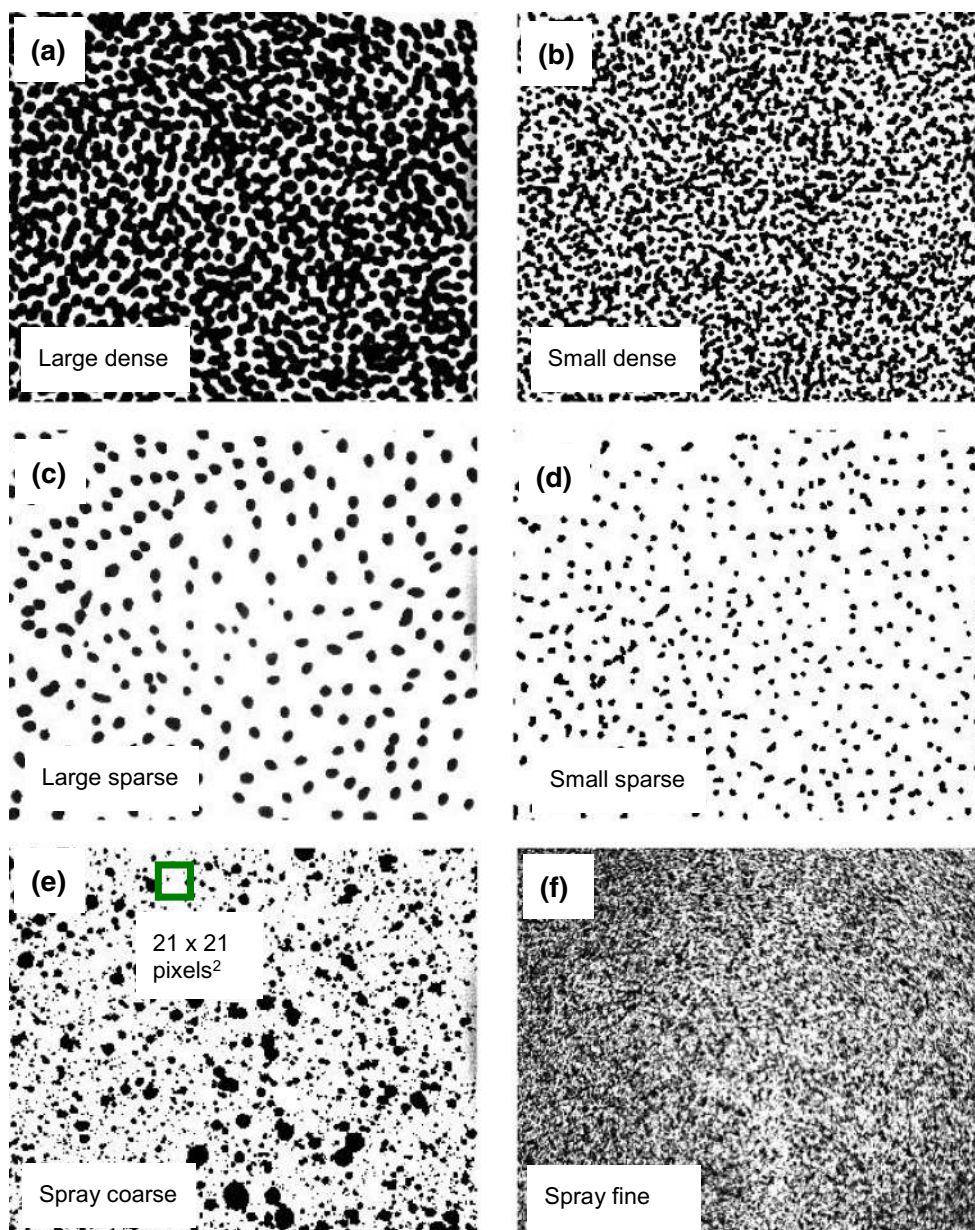 (a)
(b)
Large dense
Small dense
(c)
(d)
Large sparse
Small sparse
(e)
(f)
21 x 21
pixels²
Spray coarse
Spray fine